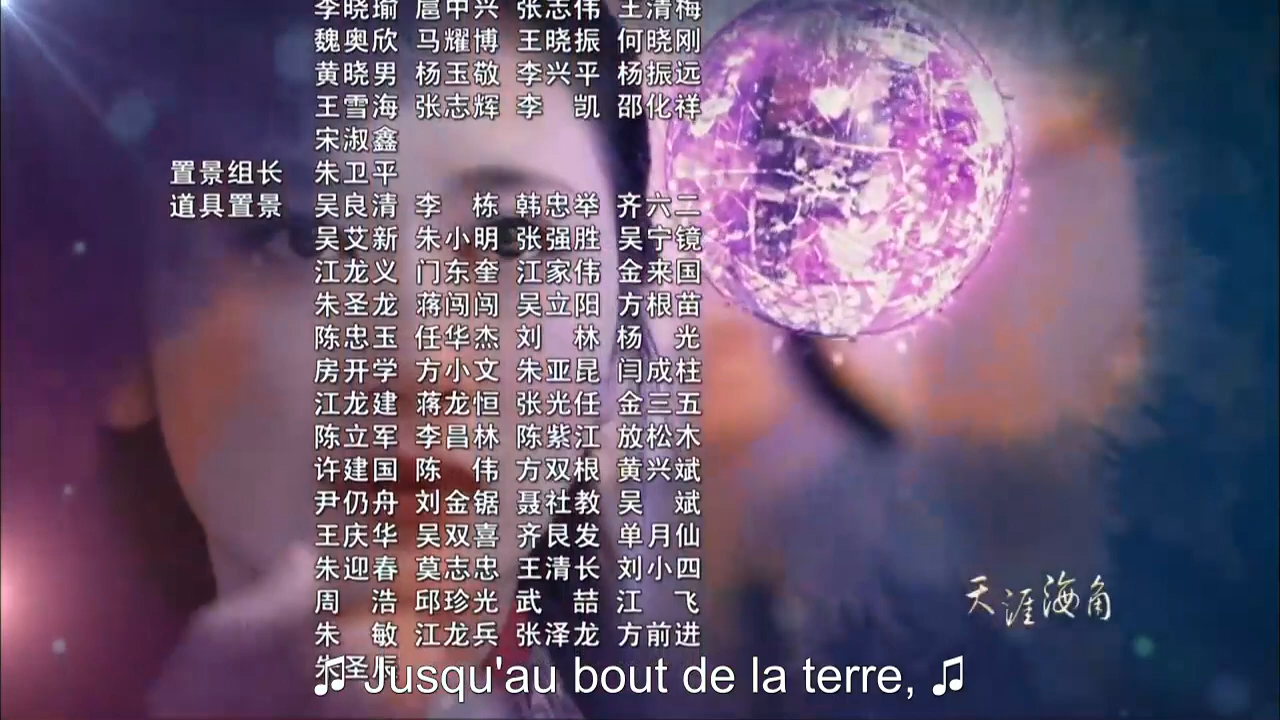 李晓瑜 扈中兴 张志伟 王清梅
魏奥欣 马耀博 王晓振 何晓刚
黄晓男 杨玉敬 李兴平 杨振远
王雪海 张志辉 李 凯 邵化祥
宋淑鑫
置景组长 朱卫平
道具置景 吴良清 李 栋 韩忠举 齐六二
吴艾新 朱小明 张强胜 吴宁镜
江龙义 门东奎 江家伟 金来国
朱圣龙 蒋闯闯 吴立阳 方根苗
陈忠玉 任华杰 刘 林 杨 光
房开学 方小文 朱亚昆 闫成柱
江龙建 蒋龙恒 张光任 金三五
陈立军 李昌林 陈紫江 放松木
许建国 陈 伟 方双根 黄兴斌
尹仍舟 刘金锯 聂社教 吴 斌
王庆华 吴双喜 齐艮发 单月仙
朱迎春 莫志忠 王清长 刘小四
周 浩 邱珍光 武 喆 江 飞
朱 敏 江龙兵 张泽龙 方前进
天涯海角
♫ Jusqu'au bout de la terre, ♫